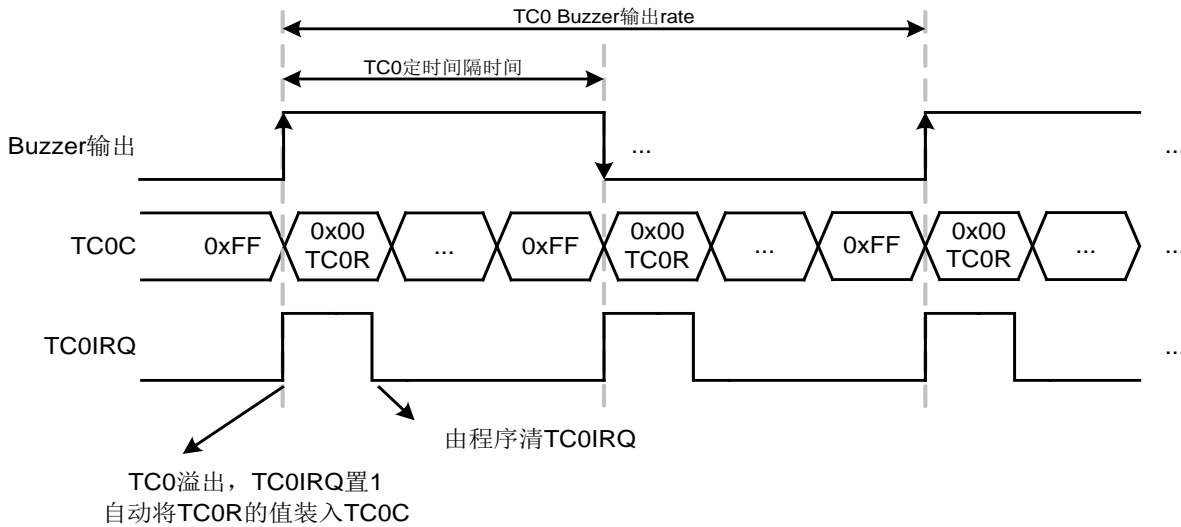 TC0 Buzzer输出rate
TC0定时间隔时间
Buzzer输出
...
...
TC0C
0xFF
0x00
TC0R
...
0xFF
0x00
TC0R
...
0xFF
0x00
TC0R
...
...
TC0IRQ
...
由程序清TC0IRQ
TC0溢出，TC0IRQ置1
自动将TC0R的值装入TC0C